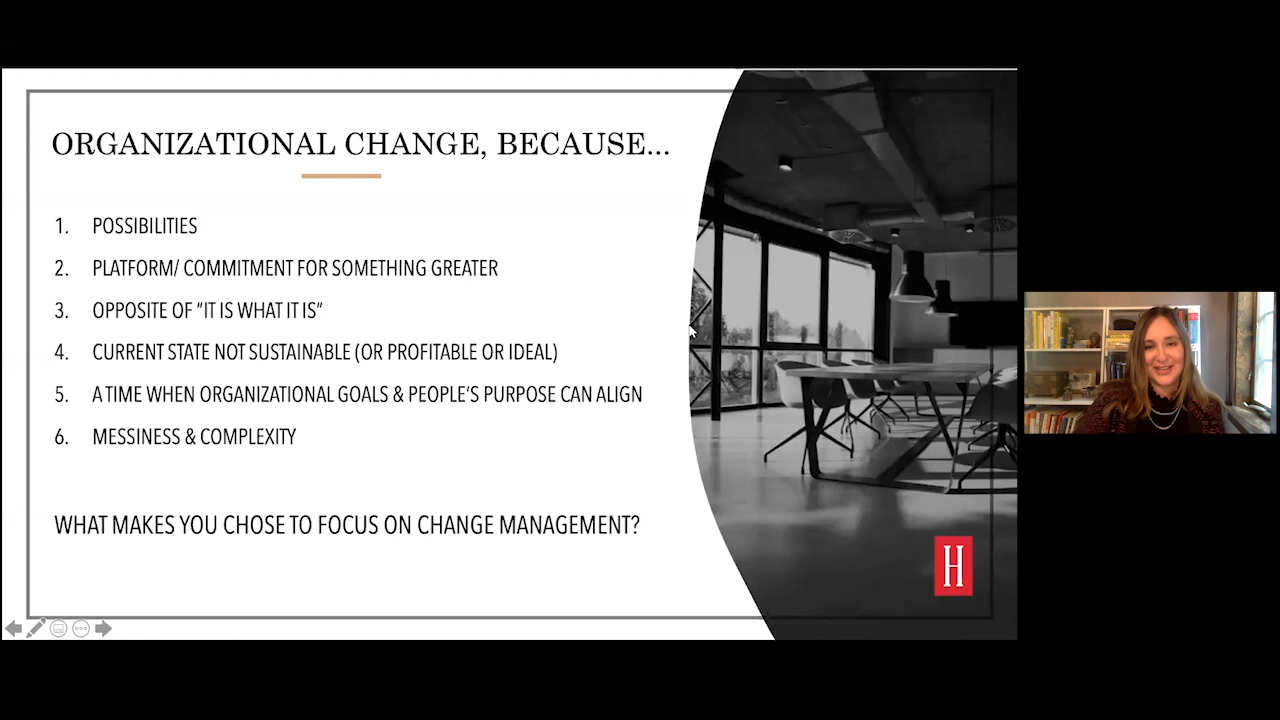 ORGANIZATIONAL CHANGE, BECAUSE...
1. POSSIBILITIES
2. PLATFORM/ COMMITMENT FOR SOMETHING GREATER
3. OPPOSITE OF "IT IS WHAT IT IS"
4. CURRENT STATE NOT SUSTAINABLE (OR PROFITABLE OR IDEAL)
5. A TIME WHEN ORGANIZATIONAL GOALS & PEOPLE'S PURPOSE CAN ALIGN
6. MESSINESS & COMPLEXITY
WHAT MAKES YOU CHOSE TO FOCUS ON CHANGE MANAGEMENT?
H